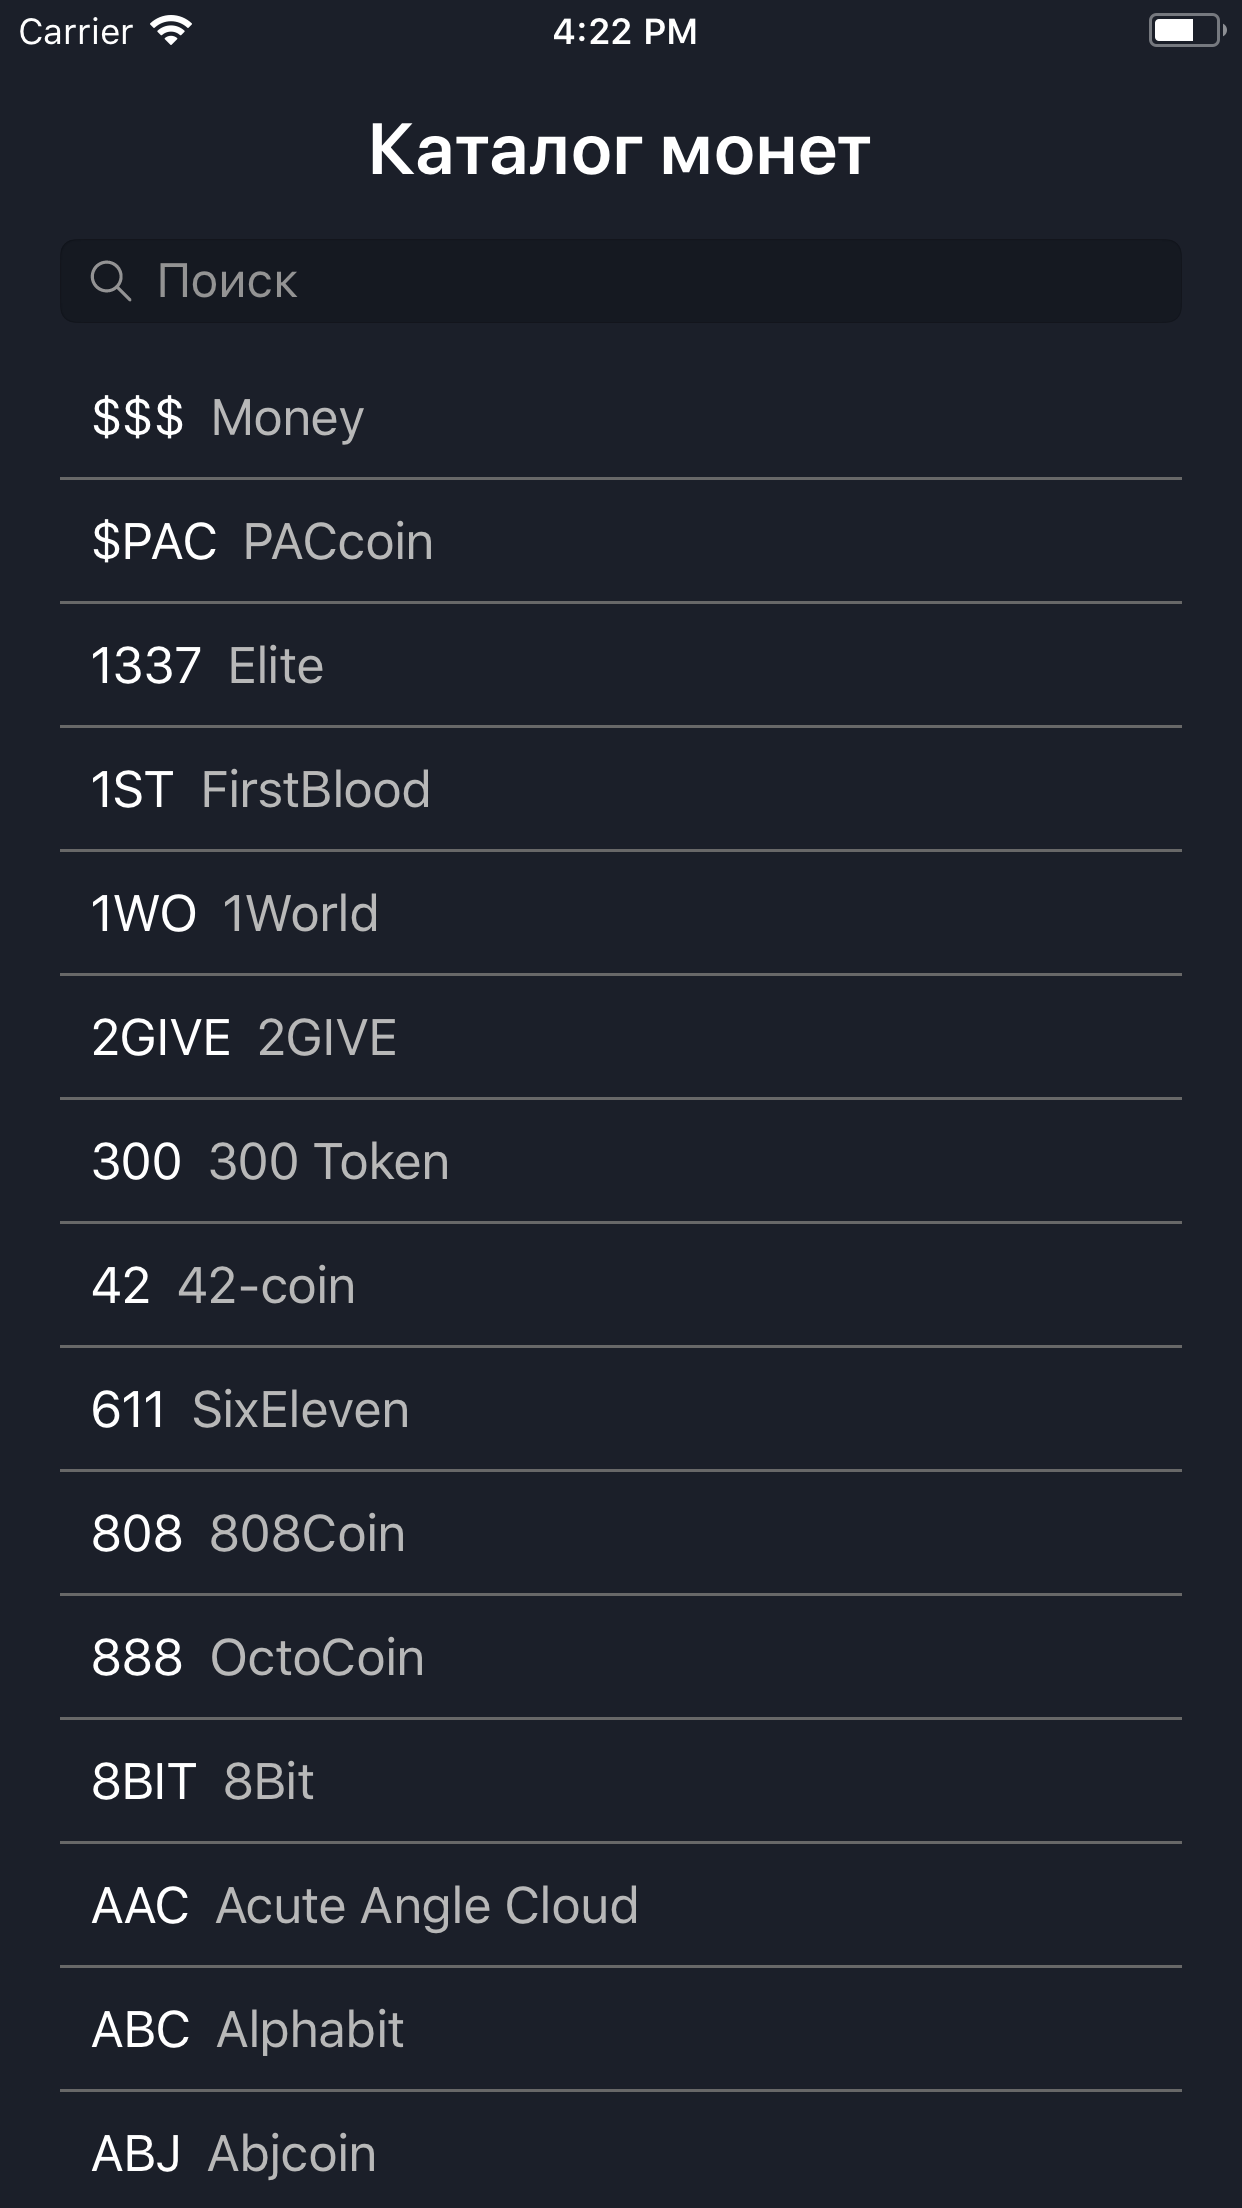 Carrier 4:22 PM
Каталог монет
Поиск
$$$ Money
$PAC PACcoin
1337 Elite
1ST FirstBlood
1WO 1World
2GIVE 2GIVE
300 300 Token
42 42-coin
611 SixEleven
808 808Coin
888 OctoCoin
8BIT 8Bit
AAC Acute Angle Cloud
ABC Alphabit
ABJ Abjcoin